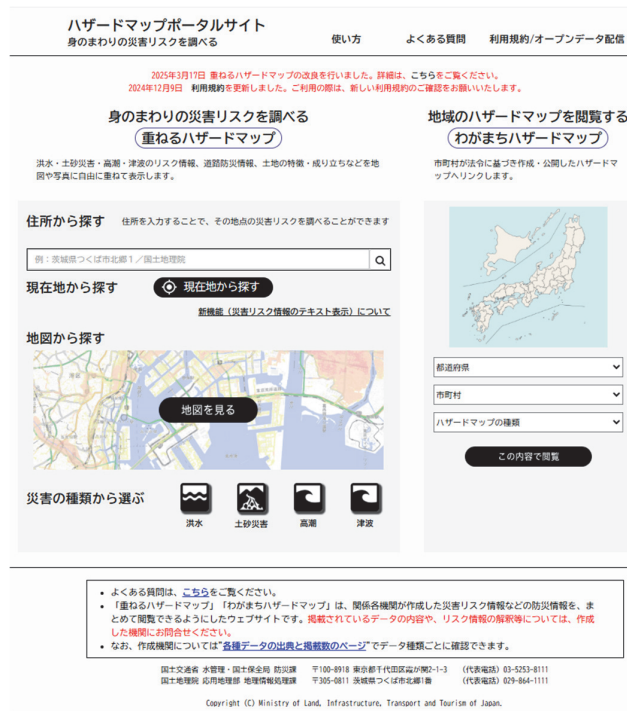 ハザードマップポータルサイト
身のまわりの災害リスクを調べる
使い方
よくある質問
利用規約/オープンデータ配信
2025年3月17日 重ねるハザードマップの改良を行いました。詳細は、こちらをご覧ください。
2024年12月9日 利用規約を更新しました。ご利用の際は、新しい利用規約のご確認をお願いいたします。
身のまわりの災害リスクを調べる
重ねるハザードマップ
洪水・土砂災害・高潮・津波のリスク情報、道路防災情報、土地の特徴・成り立ちなどを地
図や写真に自由に重ねて表示します。
地域のハザードマップを閲覧する
わがまちハザードマップ
市町村が法令に基づき作成・公開したハザードマ
ップへリンクします。
住所から探す 住所を入力することで、その地点の災害リスクを調べることができます
例：茨城県つくば市北郷１／国土地理院
現在地から探す
現在地から探す
新機能（災害リスク情報のテキスト表示）について
地図から探す
地図を見る
災害の種類から選ぶ
洪水
土砂災害
高潮
津波
都道府県
市町村
ハザードマップの種類
この内容で閲覧
・よくある質問は、こちらをご覧ください。
・「重ねるハザードマップ」「わがまちハザードマップ」は、関係各機関が作成した災害リスク情報などの防災情報を、ま
とめて閲覧できるようにしたウェブサイトです。掲載されているデータの内容や、リスク情報の解釈等については、作成
した機関にお問合せください。
・なお、作成機関については"各種データの出典と掲載数のページ"でデータ種類ごとに確認できます。
国土交通省 水管理・国土保全局 防災課 〒100-8918 東京都千代田区霞が関2-1-3 （代表電話）03-5253-8111
国土地理院 応用地理部 地理情報処理課 〒305-0811 茨城県つくば市北郷1番 （代表電話）029-864-1111
Copyright (C) Ministry of Land, Infrastructure, Transport and Tourism of Japan.